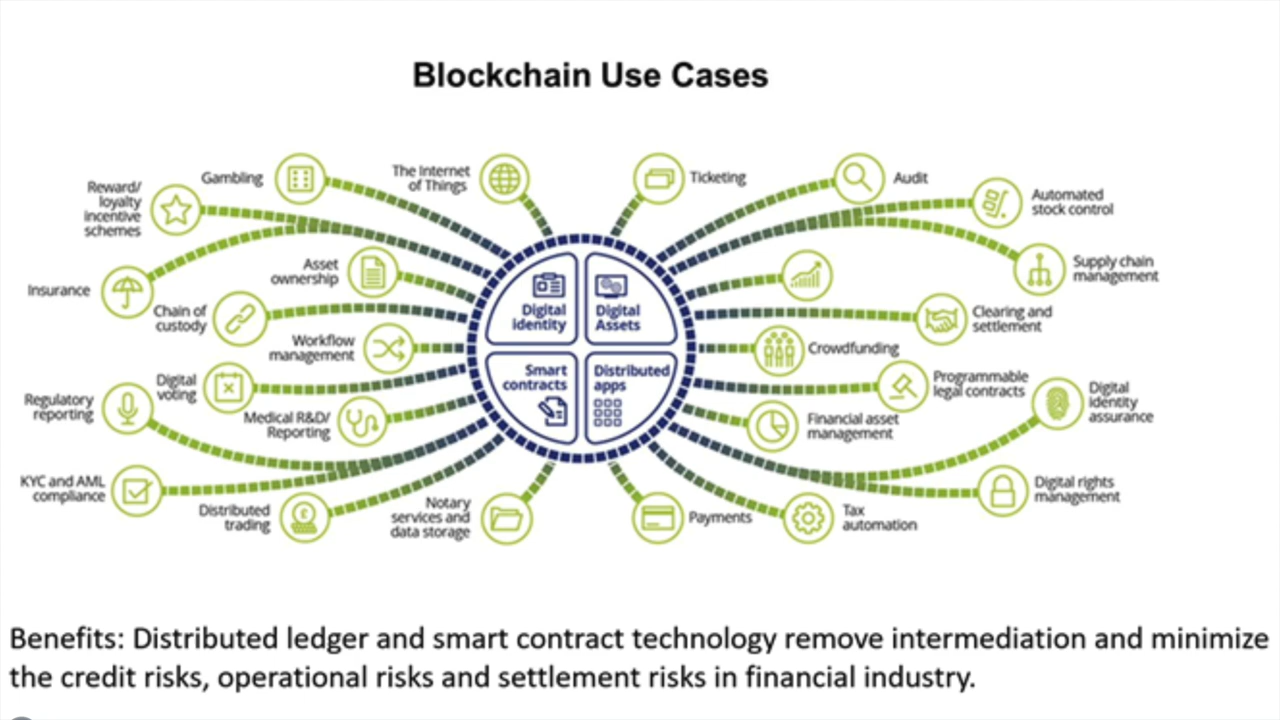 Blockchain Use Cases
Gambling
The Internet
of Things
Ticketing
Audit
Reward/
loyalty
incentive
schemes
Automated
stock control
Insurance
Asset
ownership
Supply chain
management
Chain of
custody
Clearing and
settlement
Workflow
management
Crowdfunding
Digital
identity
Digital
Assets
Smart
contracts
Distributed
apps
Digital
voting
Programmable
legal contracts
Regulatory
reporting
Medical R&D/
Reporting
Financial asset
management
Digital
identity
assurance
KYC and AML
compliance
Digital rights
management
Distributed
trading
Notary
services and
data storage
Payments
Tax
automation
Benefits: Distributed ledger and smart contract technology remove intermediation and minimize
the credit risks, operational risks and settlement risks in financial industry.